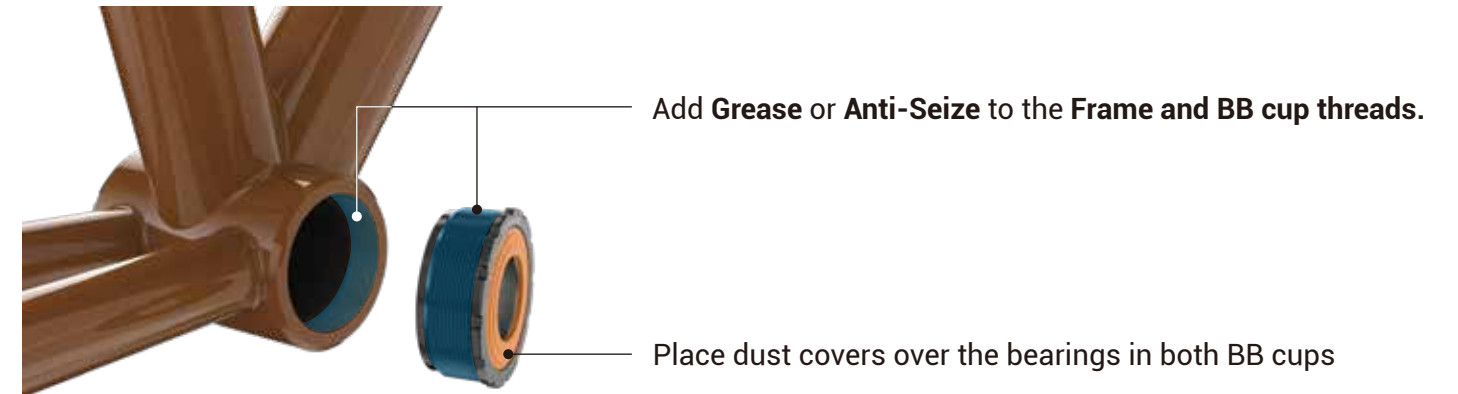 Add Grease or Anti-Seize to the Frame and BB cup threads.
Place dust covers over the bearings in both BB cups